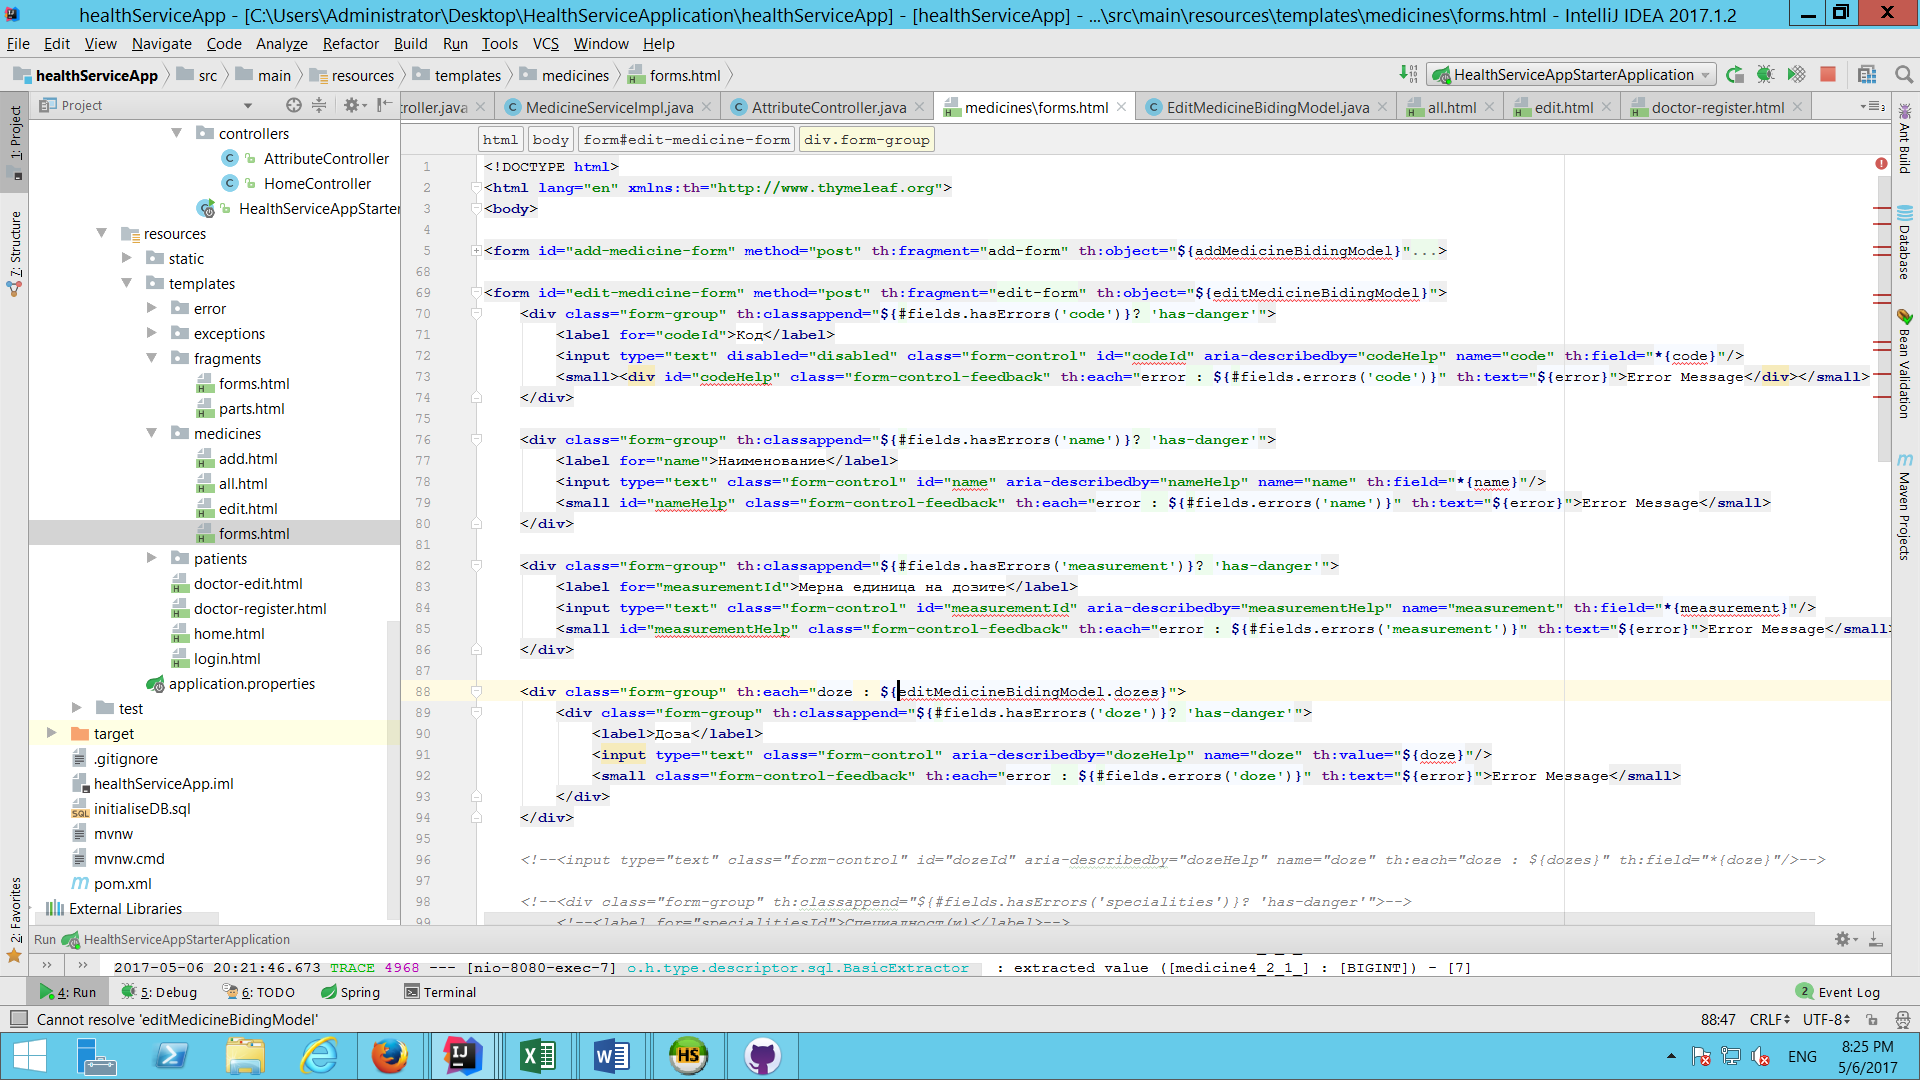 healthServiceApp - [C:\Users\Administrator\Desktop\HealthServiceApplication\healthServiceApp] - [healthServiceApp] - ...\src\main\resources\templates\medicines\forms.html - IntelliJ IDEA 2017.1.2
File Edit View Navigate Code Analyze Refactor Build Run Tools VCS Window Help
healthServiceApp src main resources templates medicines forms.html HealthServiceAppStarterApplication
Project
troller.java MedicineServiceImpl.java AttributeController.java medicines\forms.html EditMedicineBidingModel.java all.html edit.html doctor-register.html
html body form#edit-medicine-form div.form-group
1: Project
7: Structure
2: Favorites
controllers
AttributeController
HomeController
HealthServiceAppStarter
resources
static
templates
error
exceptions
fragments
forms.html
parts.html
medicines
add.html
all.html
edit.html
forms.html
patients
doctor-edit.html
doctor-register.html
home.html
login.html
application.properties
test
target
.gitignore
healthServiceApp.iml
initialiseDB.sql
mvnw
mvnw.cmd
pom.xml
External Libraries
1 <!DOCTYPE html>
2 <html lang="en" xmlns:th="http://www.thymeleaf.org">
3 <body>
4
5 <form id="add-medicine-form" method="post" th:fragment="add-form" th:object="${addMedicineBidingModel}"...>
68
69 <form id="edit-medicine-form" method="post" th:fragment="edit-form" th:object="${editMedicineBidingModel}">
70 <div class="form-group" th:classappend="${#fields.hasErrors('code')}? 'has-danger'">
71 <label for="codeId">Код</label>
72 <input type="text" disabled="disabled" class="form-control" id="codeId" aria-describedby="codeHelp" name="code" th:field="*{code}"/>
73 <small><div id="codeHelp" class="form-control-feedback" th:each="error : ${#fields.errors('code')}" th:text="${error}">Error Message</div></small>
74 </div>
75
76 <div class="form-group" th:classappend="${#fields.hasErrors('name')}? 'has-danger'">
77 <label for="name">Наименование</label>
78 <input type="text" class="form-control" id="name" aria-describedby="nameHelp" name="name" th:field="*{name}"/>
79 <small id="nameHelp" class="form-control-feedback" th:each="error : ${#fields.errors('name')}" th:text="${error}">Error Message</small>
80 </div>
81
82 <div class="form-group" th:classappend="${#fields.hasErrors('measurement')}? 'has-danger'">
83 <label for="measurementId">Мерна единица на дозите</label>
84 <input type="text" class="form-control" id="measurementId" aria-describedby="measurementHelp" name="measurement" th:field="*{measurement}"/>
85 <small id="measurementHelp" class="form-control-feedback" th:each="error : ${#fields.errors('measurement')}" th:text="${error}">Error Message</small>
86 </div>
87
88 <div class="form-group" th:each="doze : ${editMedicineBidingModel.dozes}">
89 <div class="form-group" th:classappend="${#fields.hasErrors('doze')}? 'has-danger'">
90 <label>Доза</label>
91 <input type="text" class="form-control" aria-describedby="dozeHelp" name="doze" th:value="${doze}"/>
92 <small class="form-control-feedback" th:each="error : ${#fields.errors('doze')}" th:text="${error}">Error Message</small>
93 </div>
94 </div>
95
96 <!--<input type="text" class="form-control" id="dozeId" aria-describedby="dozeHelp" name="doze" th:each="doze : ${dozes}" th:field="*{doze}"/>-->
97
98 <!--<div class="form-group" th:classappend="${#fields.hasErrors('specialities')}? 'has-danger'">-->
99 <!--<label for="specialitiesId">Специалност(и)</label>-->
Ant Build
Database
Bean Validation
Maven Projects
Run HealthServiceAppStarterApplication
2017-05-06 20:21:46.673 TRACE 4968 --- [nio-8080-exec-7] o.h.type.descriptor.sql.BasicExtractor : extracted value ([medicine4_2_1_] : [BIGINT]) - [7]
4: Run 5: Debug 6: TODO Spring Terminal 2 Event Log
Cannot resolve 'editMedicineBidingModel' 88:47 CRLF UTF-8
ENG 8:25 PM
5/6/2017